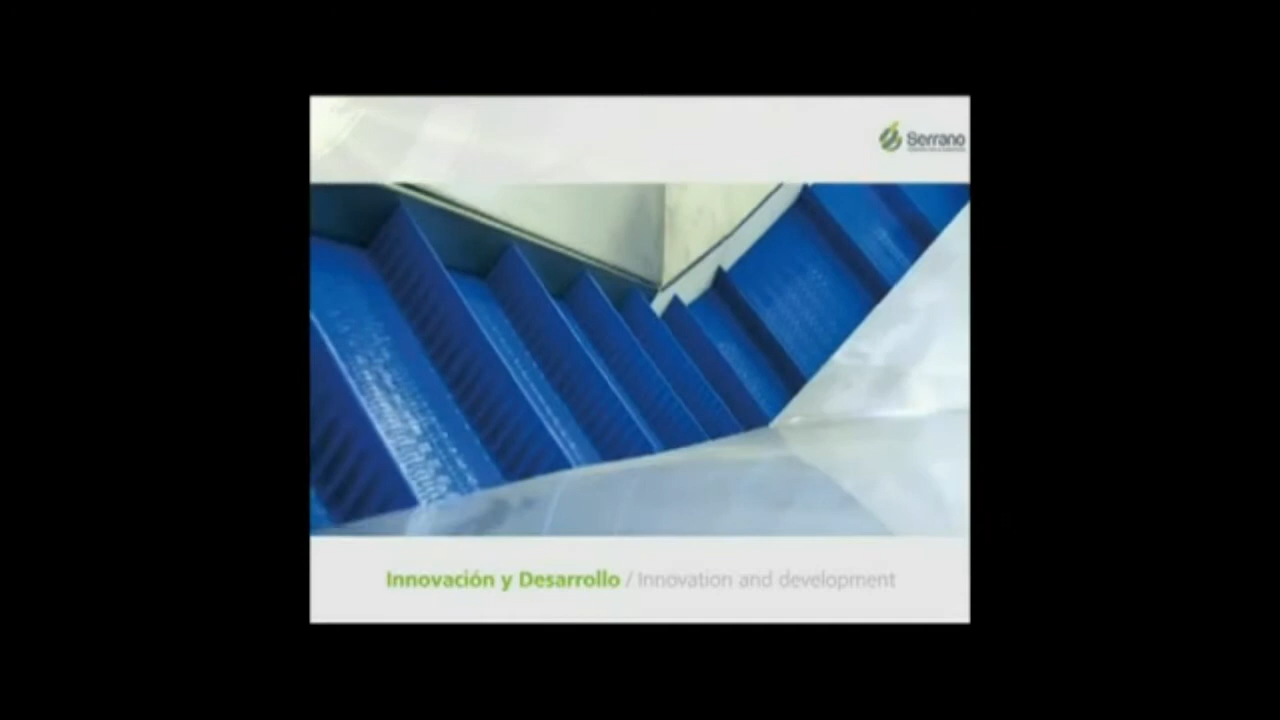 Serrano
Innovación y Desarrollo / Innovation and development